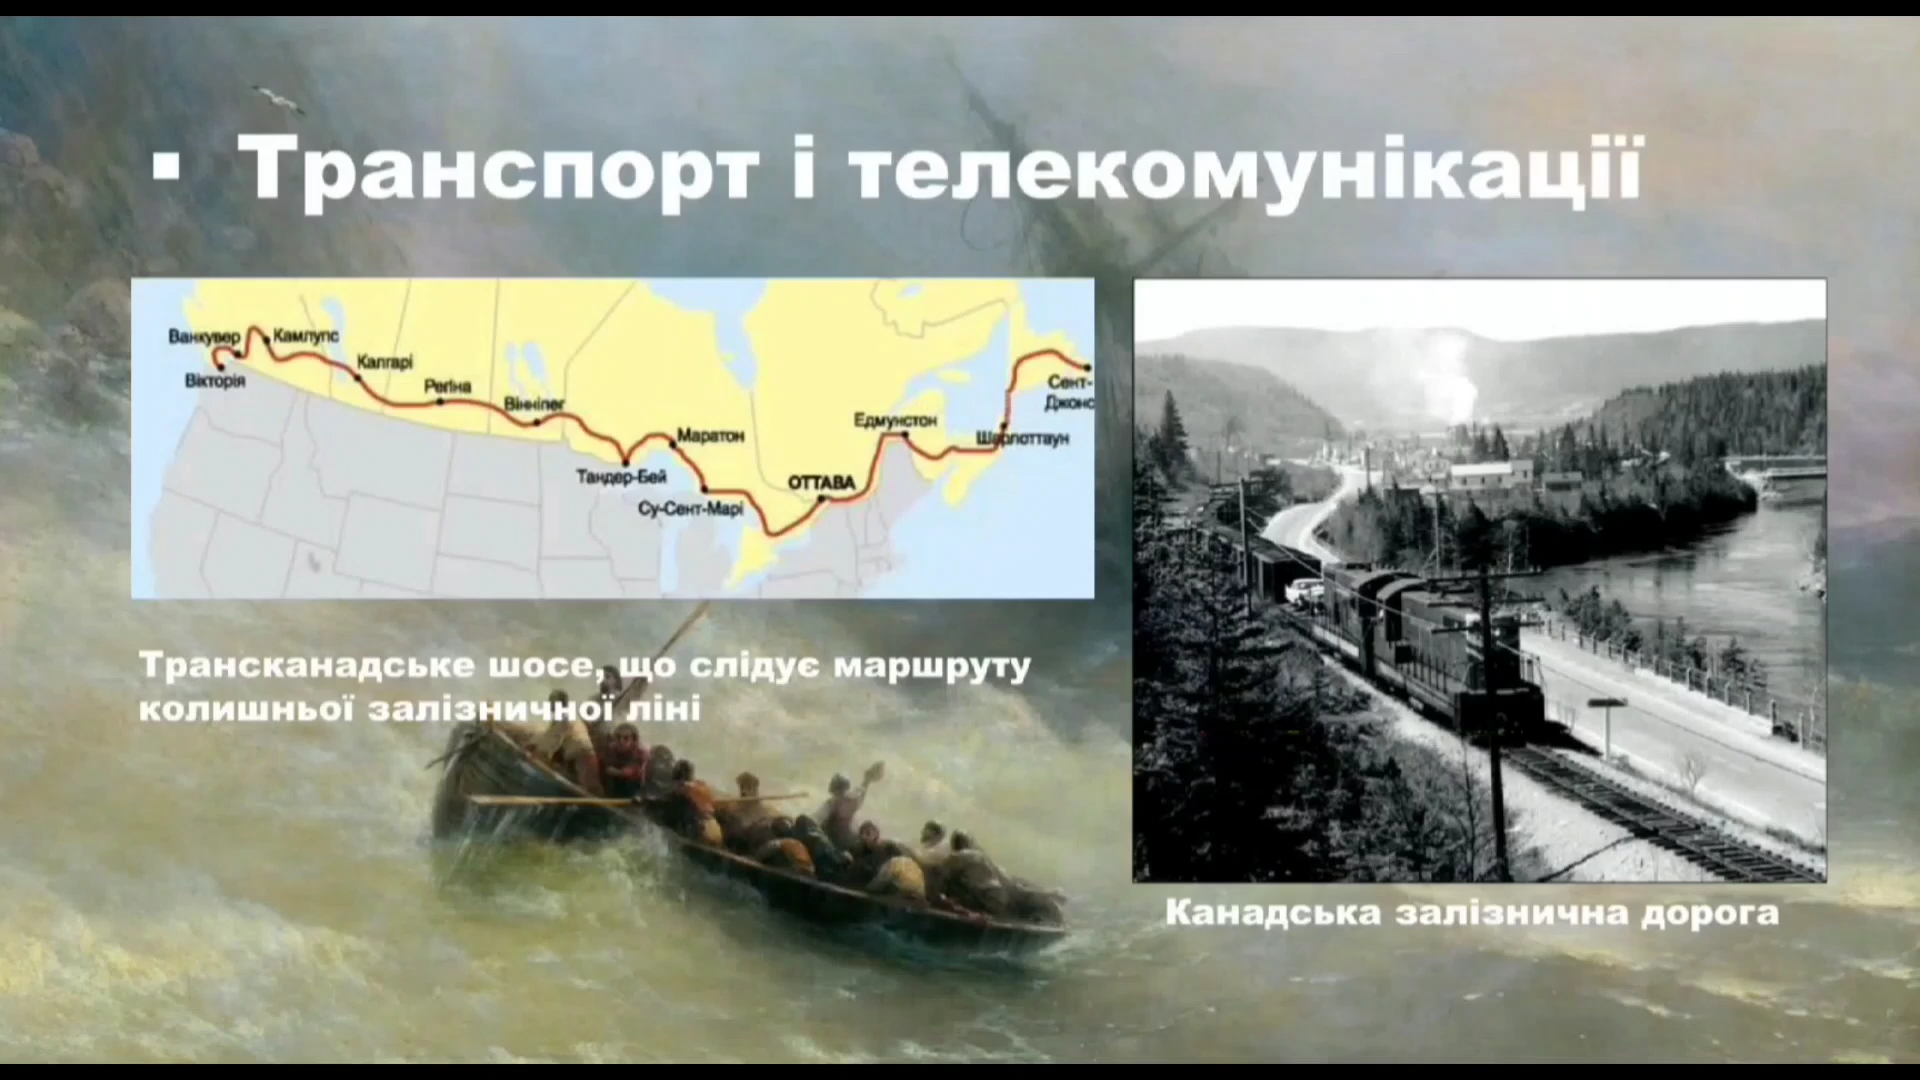 ▪ Транспорт і телекомунікації
Ванкувер
Камлупс
Вікторія
Калгарі
Регіна
Вінніпег
Тандер-Бей
Маратон
Су-Сент-Марі
ОТТАВА
Едмунстон
Шарлоттаун
Сент-
Джонс
Трансканадське шосе, що слідує маршруту
колишньої залізничної ліні
Канадська залізнична дорога